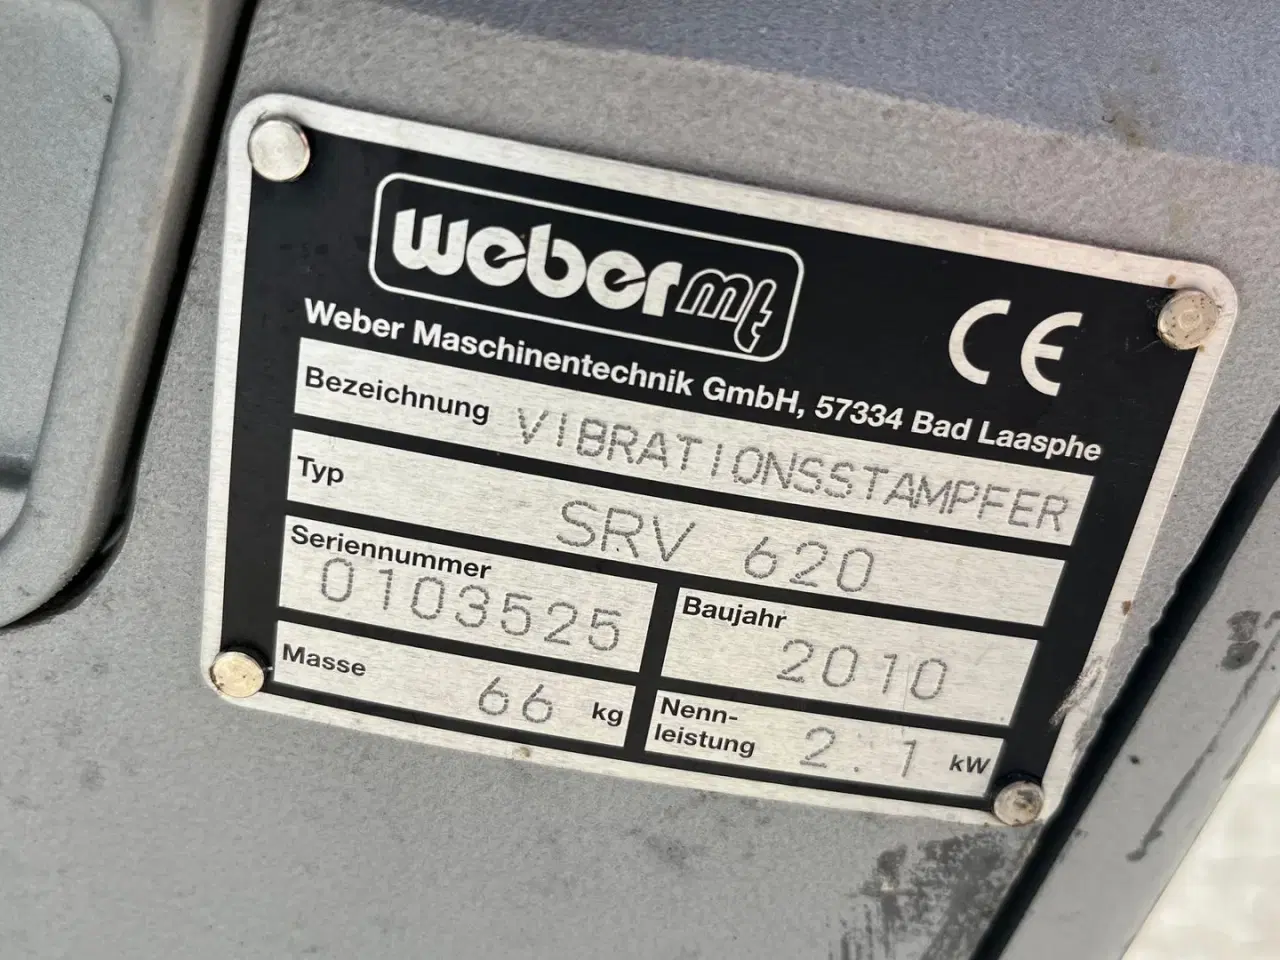 weber mt
CE
Weber Maschinentechnik GmbH, 57334 Bad Laasphe
Bezeichnung VIBRATIONSSTAMPFER
Typ SRV 620
Seriennummer 0103525
Baujahr 2010
Masse 66 kg
Nenn-
leistung 2.1 kW